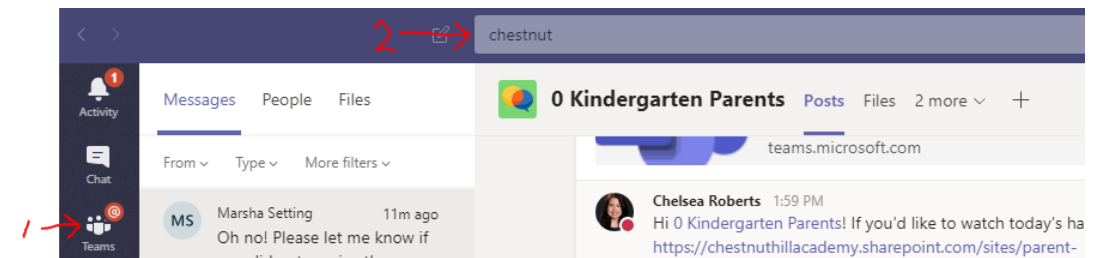 2
chestnut
1
Activity
Messages People Files
0 Kindergarten Parents Posts Files 2 more +
teams.microsoft.com
From Type More filters
Chat
Chelsea Roberts 1:59 PM
MS Marsha Setting 11m ago
Hi 0 Kindergarten Parents! If you'd like to watch today's ha
1
@
Oh no! Please let me know if
Teams
https://chestnuthillacademy.sharepoint.com/sites/parent-